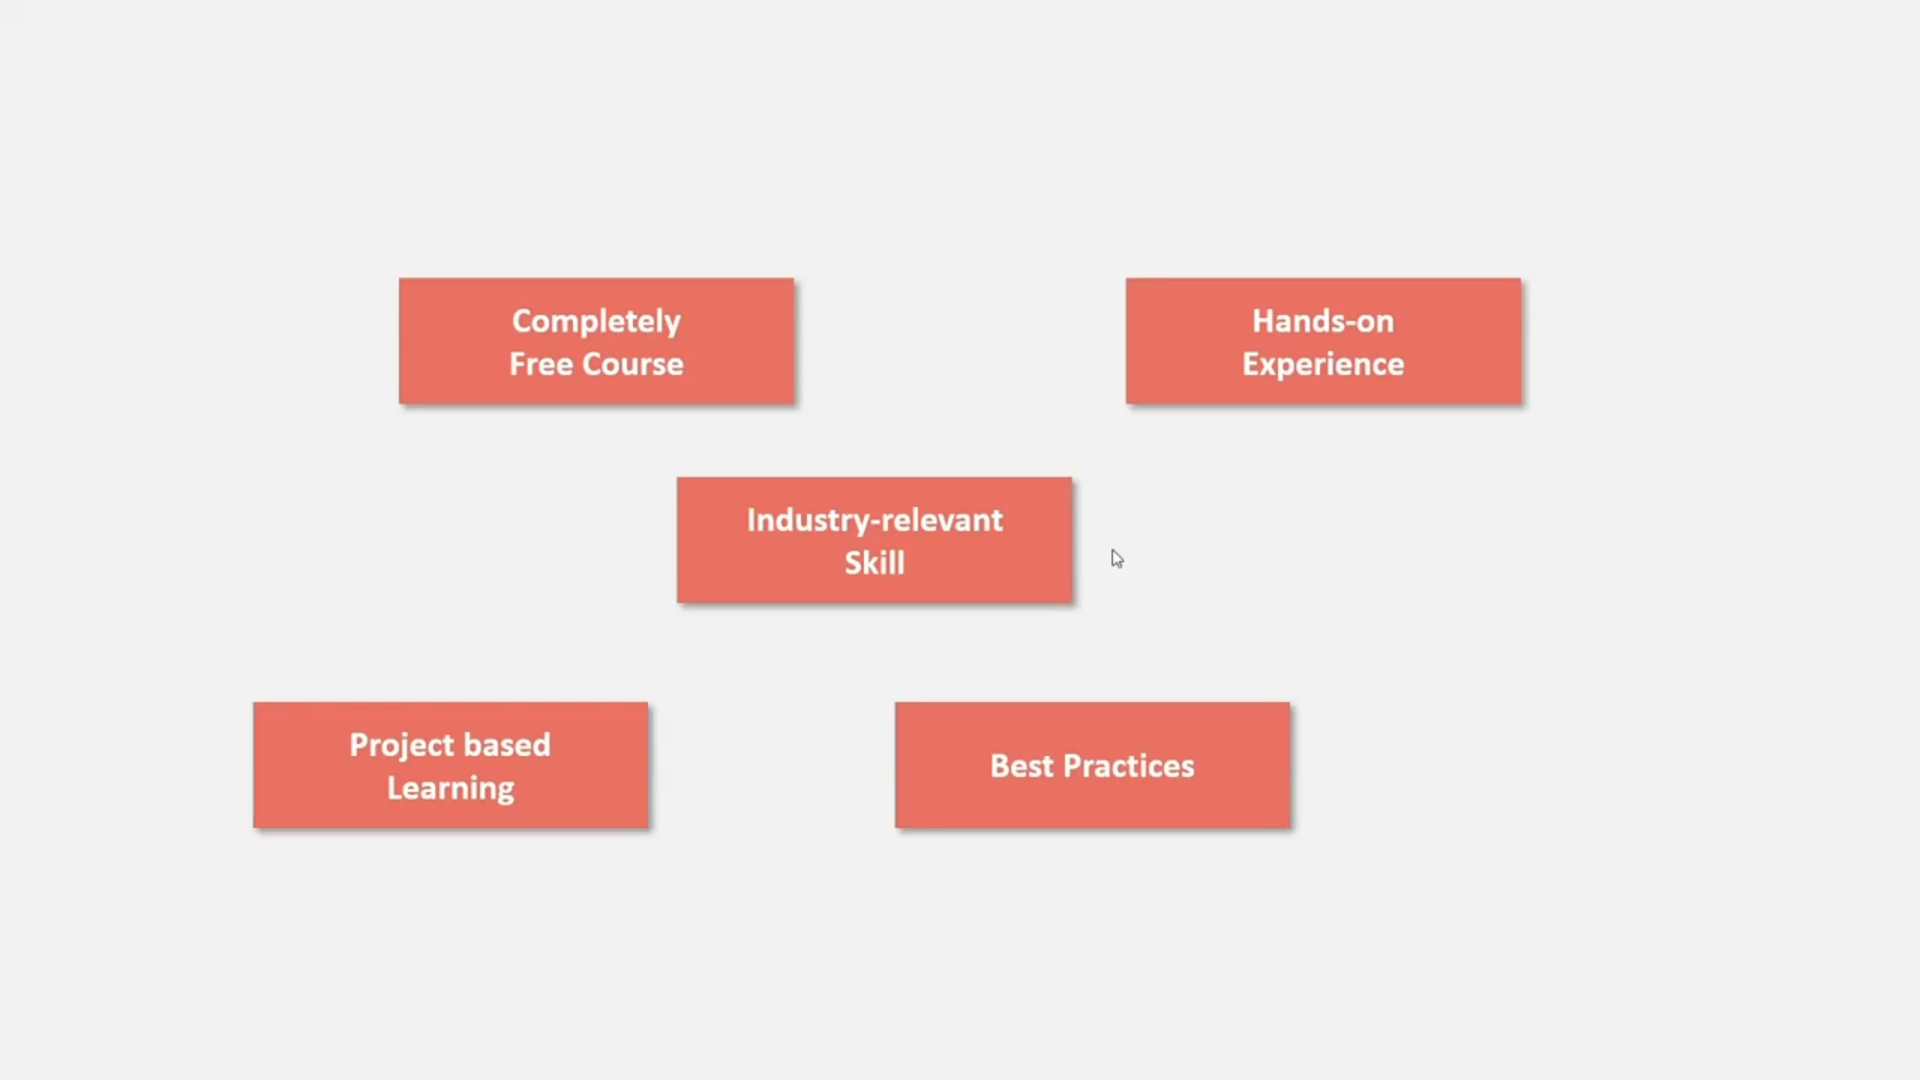 Completely
Free Course
Hands-on
Experience
Industry-relevant
Skill
Project based
Learning
Best Practices